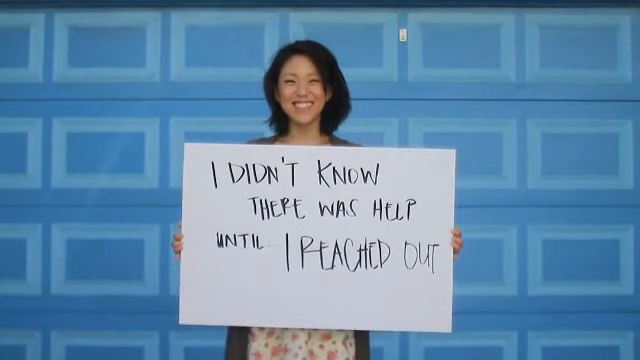 I DIDN'T KNOW
THERE WAS HELP
UNTIL I REACHED OUT